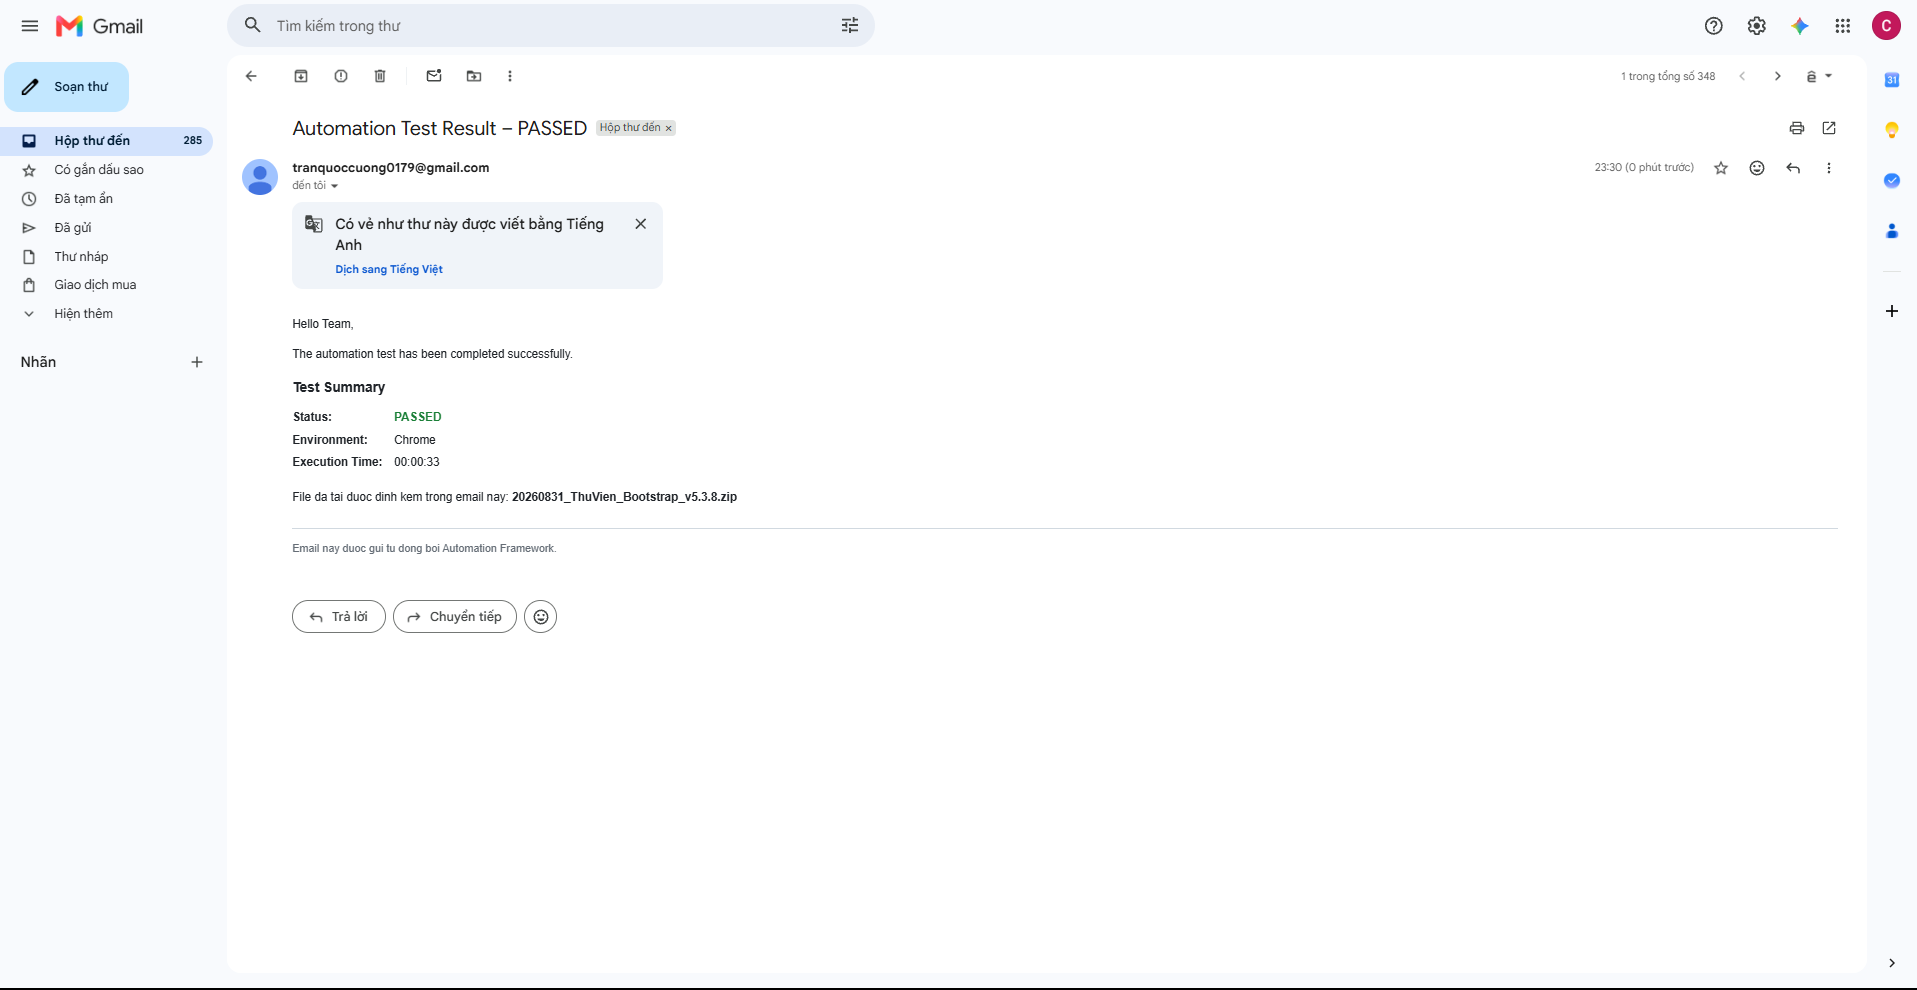 Gmail
Tìm kiếm trong thư
C
Soạn thư
1 trong tổng số 348
31
Automation Test Result – PASSED Hộp thư đến ×
Hộp thư đến 285
Có gắn dấu sao
Đã tạm ẩn
Đã gửi
Thư nháp
Giao dịch mua
Hiện thêm
Nhãn
tranquoccuong0179@gmail.com
23:30 (0 phút trước)
đến tôi
Có vẻ như thư này được viết bằng Tiếng
Anh
Dịch sang Tiếng Việt
Hello Team,
The automation test has been completed successfully.
Test Summary
Status: PASSED
Environment: Chrome
Execution Time: 00:00:33
File da tai duoc dinh kem trong email nay: 20260831_ThuVien_Bootstrap_v5.3.8.zip
Email nay duoc gui tu dong boi Automation Framework.
Trả lời
Chuyển tiếp